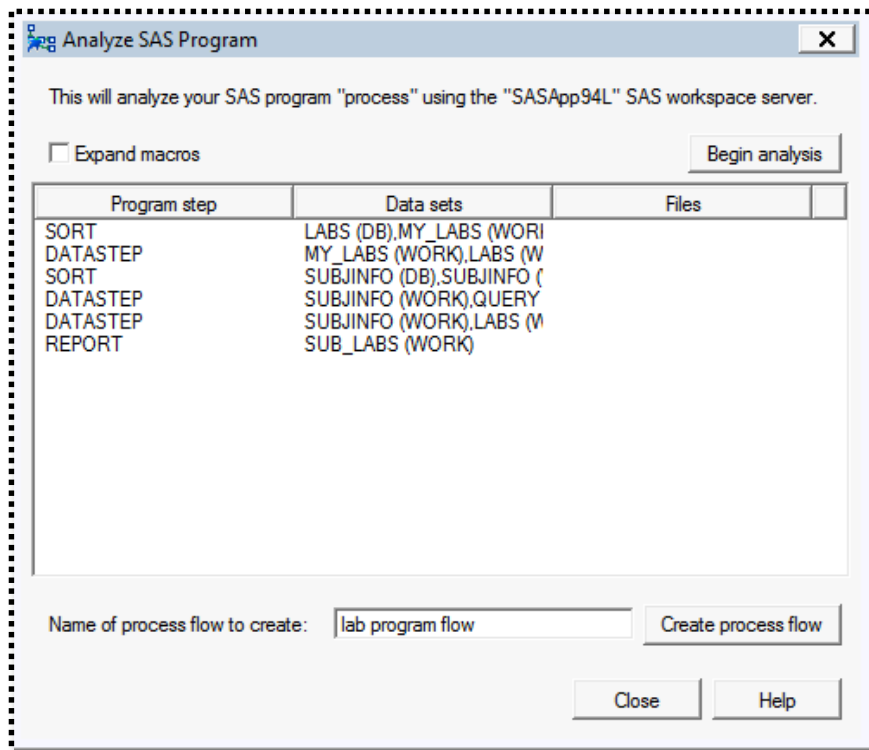 Analyze SAS Program
This will analyze your SAS program "process" using the "SASApp94L" SAS workspace server.
Expand macros Begin analysis
Program step Data sets Files
SORT LABS (DB),MY_LABS (WORK
DATASTEP MY_LABS (WORK),LABS (W
SORT SUBJINFO (DB),SUBJINFO (
DATASTEP SUBJINFO (WORK),QUERY
DATASTEP SUBJINFO (WORK),LABS (W
REPORT SUB_LABS (WORK)
Name of process flow to create: lab program flow Create process flow
Close Help